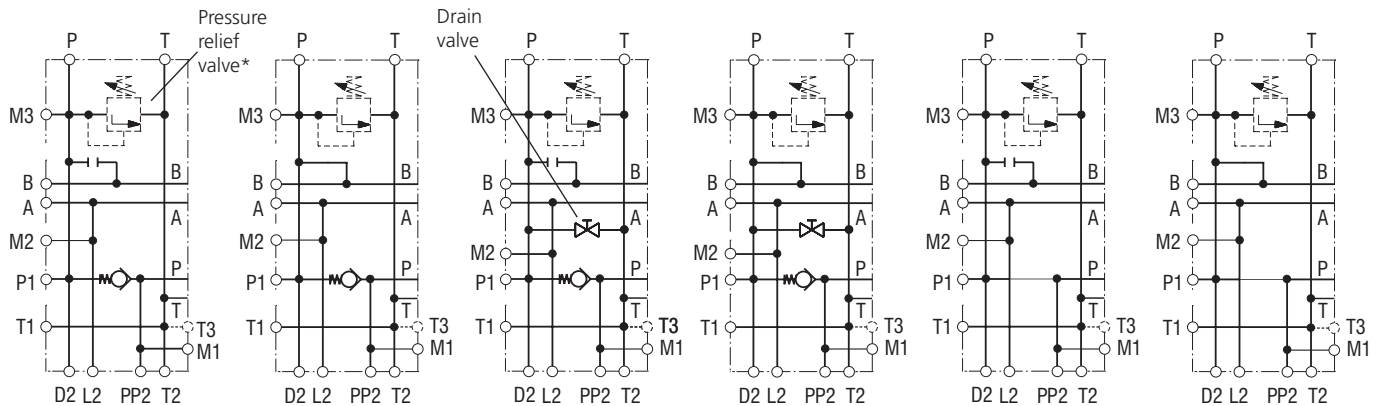 P T
Pressure
relief
valve*
M3
B B
A A
M2
P1 P
T
T1 T3
M1
D2 L2 PP2 T2
P T
M3
B B
A A
M2
P1 P
T
T1 T3
M1
D2 L2 PP2 T2
Drain
valve
P T
M3
B B
A A
M2
P1 P
T
T1 T3
M1
D2 L2 PP2 T2
P T
M3
B B
A A
M2
P1 P
T
T1 T3
M1
D2 L2 PP2 T2
P T
M3
B B
A A
M2
P1 P
T
T1 T3
M1
D2 L2 PP2 T2
P T
M3
B B
A A
M2
P1 P
T
T1 T3
M1
D2 L2 PP2 T2